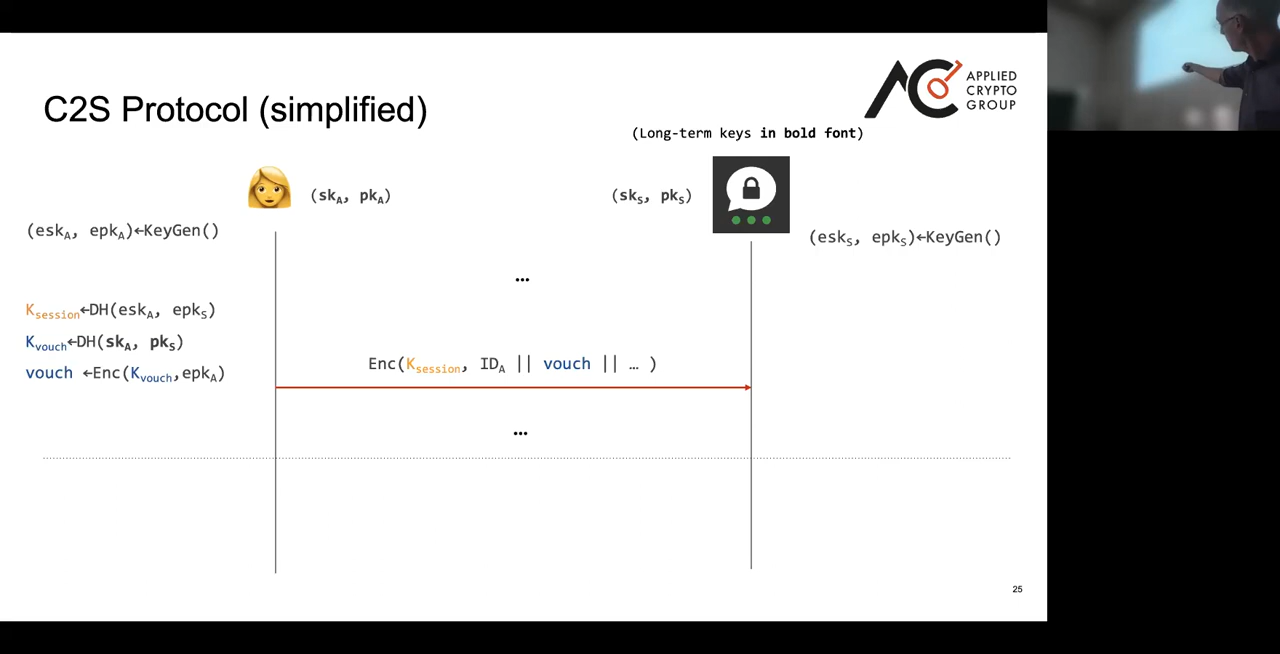 C2S Protocol (simplified)
APPLIED
CRYPTO
GROUP
(Long-term keys in bold font)
(skA, pkA)
(skS, pkS)
(eskA, epkA)←KeyGen()
(eskS, epkS)←KeyGen()
...
Ksession←DH(eskA, epkS)
Kvouch←DH(skA, pkS)
vouch ←Enc(Kvouch,epkA)
Enc(Ksession, IDA || vouch || … )
...
25